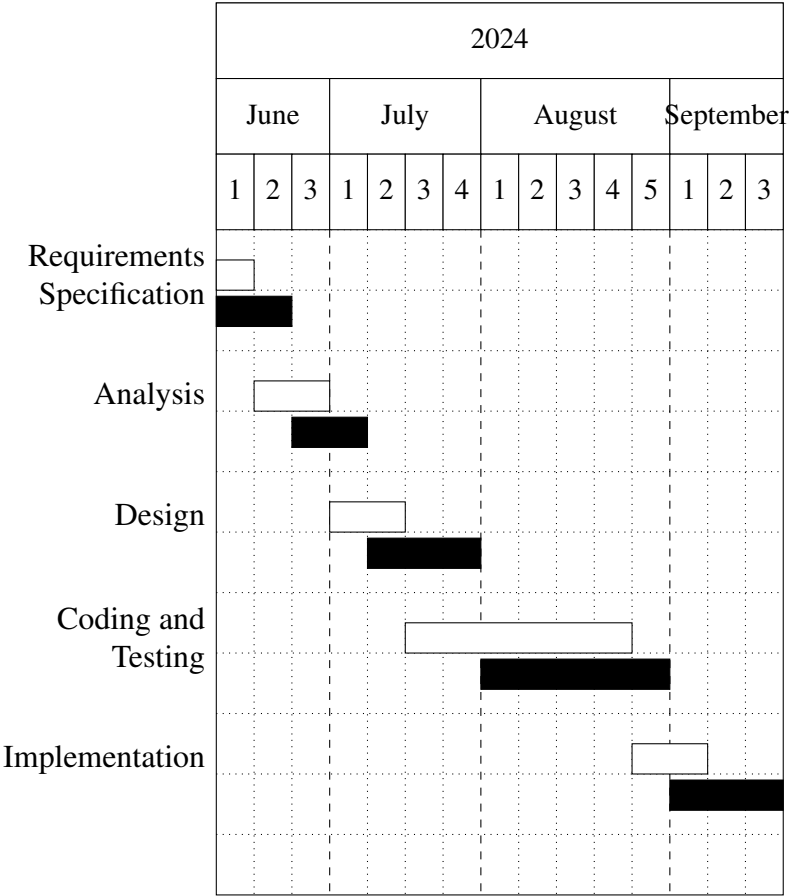 2024
June July August September
1 2 3 1 2 3 4 1 2 3 4 5 1 2 3
Requirements
Specification
Analysis
Design
Coding and
Testing
Implementation